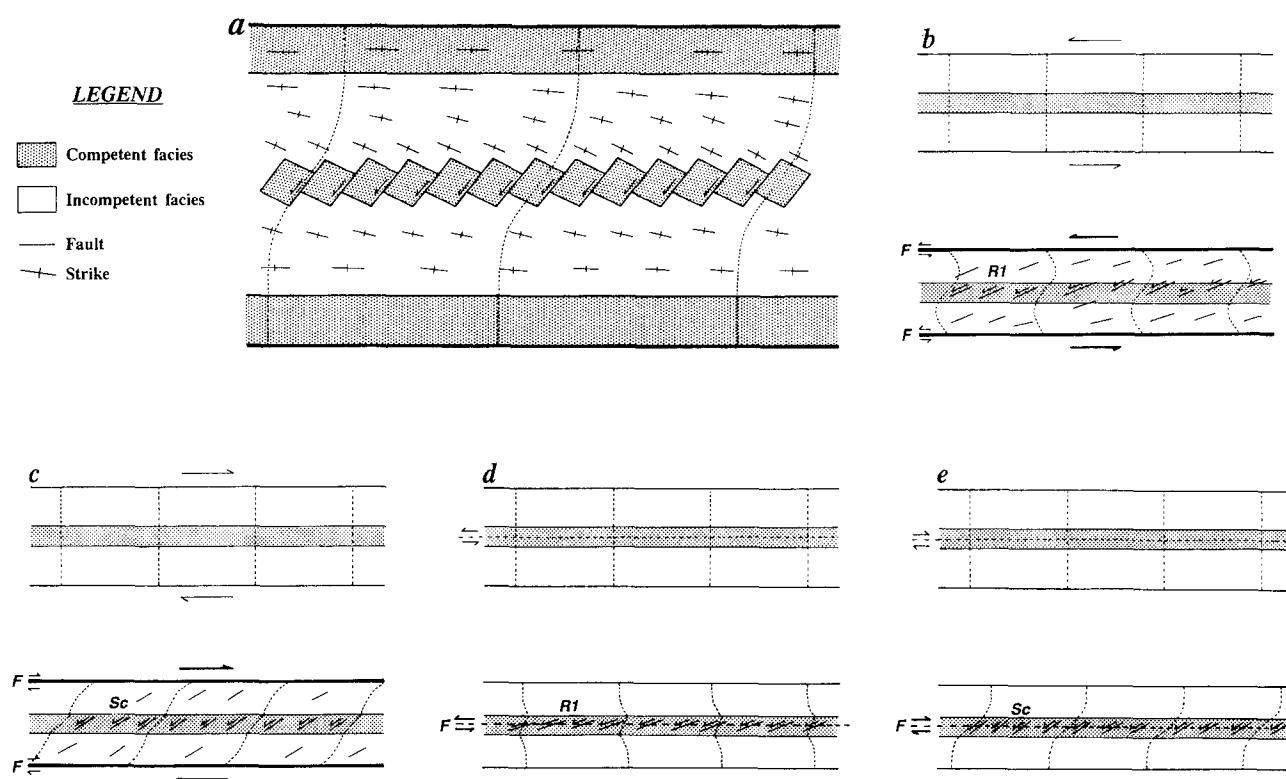 a
LEGEND
Competent facies
Incompetent facies
Fault
Strike
b
F
R1
F
c
F
Sc
F
d
R1
F
e
Sc
F